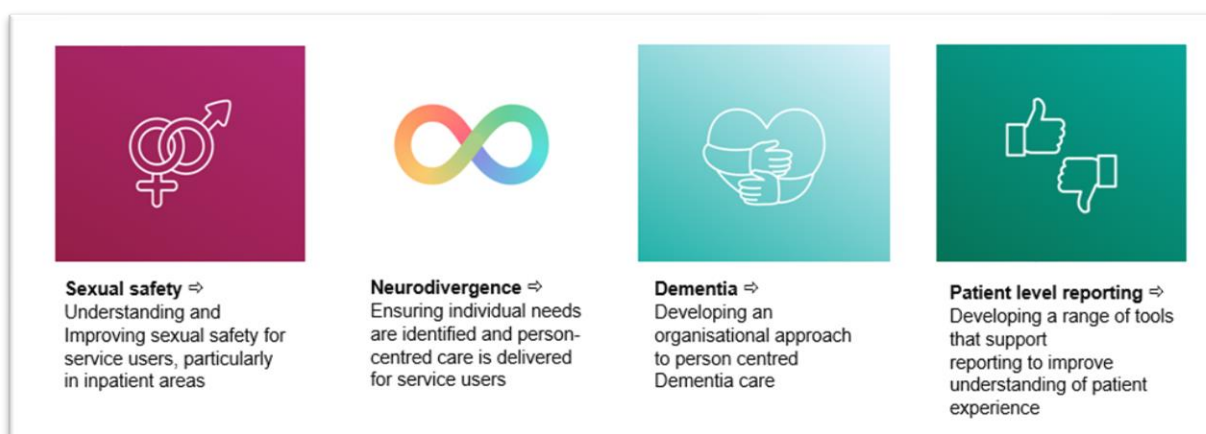 Sexual safety ⇨
Understanding and
Improving sexual safety for
service users, particularly
in inpatient areas
Neurodivergence ⇨
Ensuring individual needs
are identified and person-
centred care is delivered
for service users
Dementia ⇨
Developing an
organisational approach
to person centred
Dementia care
Patient level reporting ⇨
Developing a range of tools
that support
reporting to improve
understanding of patient
experience